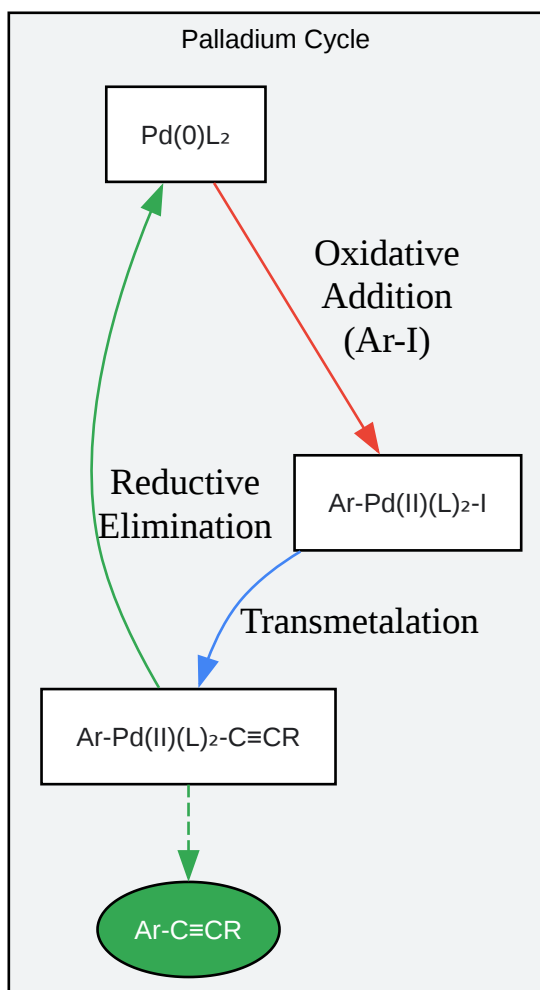 Palladium Cycle
Pd(0)L₂
Oxidative
Addition
(Ar-I)
Ar-Pd(II)(L)₂-I
Reductive
Elimination
Transmetalation
Ar-Pd(II)(L)₂-C≡CR
Ar-C≡CR